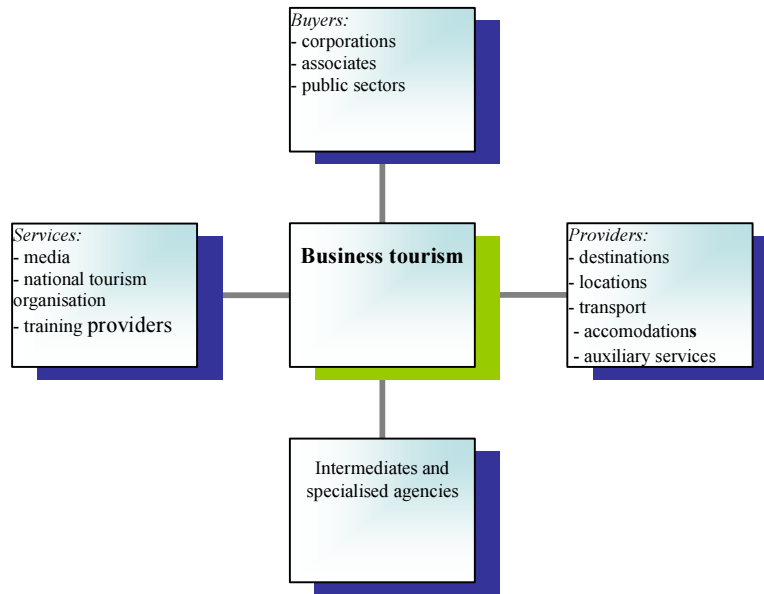 Buyers:
- corporations
- associates
- public sectors
Services:
- media
- national tourism
organisation
- training providers
Business tourism
Providers:
- destinations
- locations
- transport
- accomodations
- auxiliary services
Intermediates and
specialised agencies